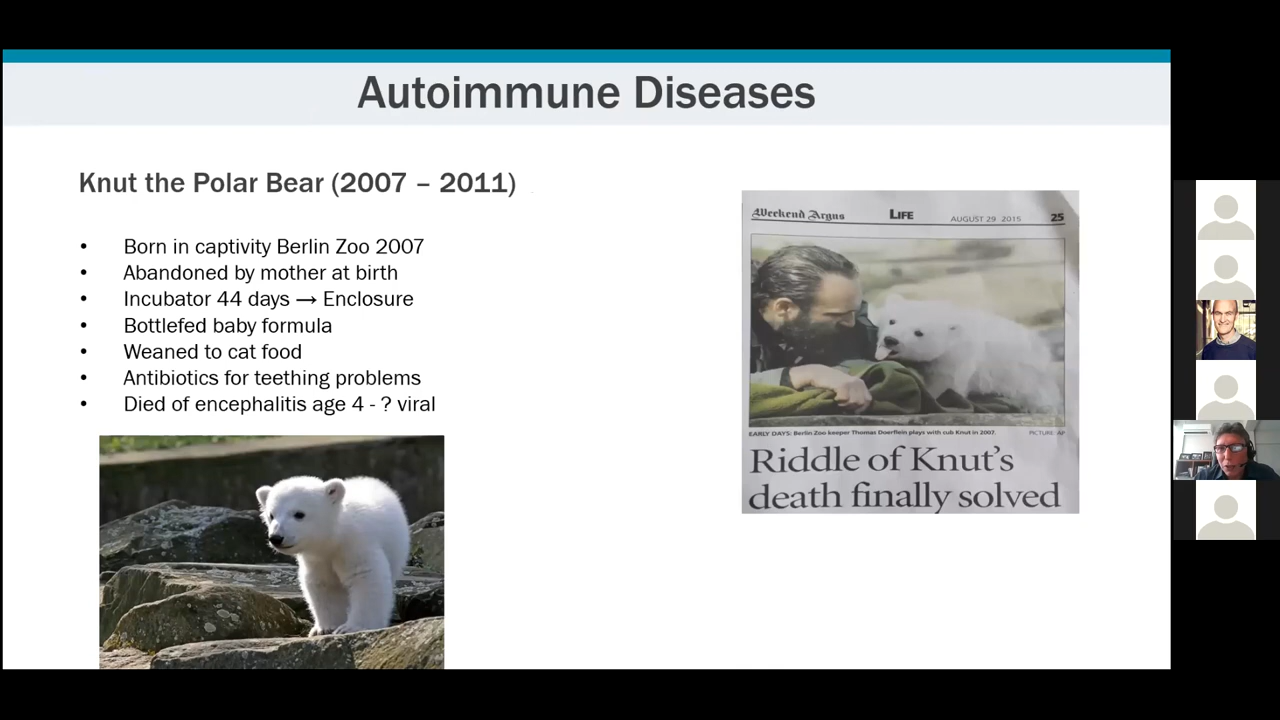 Autoimmune Diseases
Knut the Polar Bear (2007 – 2011)
• Born in captivity Berlin Zoo 2007
• Abandoned by mother at birth
• Incubator 44 days → Enclosure
• Bottlefed baby formula
• Weaned to cat food
• Antibiotics for teething problems
• Died of encephalitis age 4 - ? viral
Weekend Argus LIFE AUGUST 29 2015 25
EARLY DAYS: Berlin Zoo keeper Thomas Doerflein plays with cub Knut in 2007. PICTURE: AP
Riddle of Knut's
death finally solved